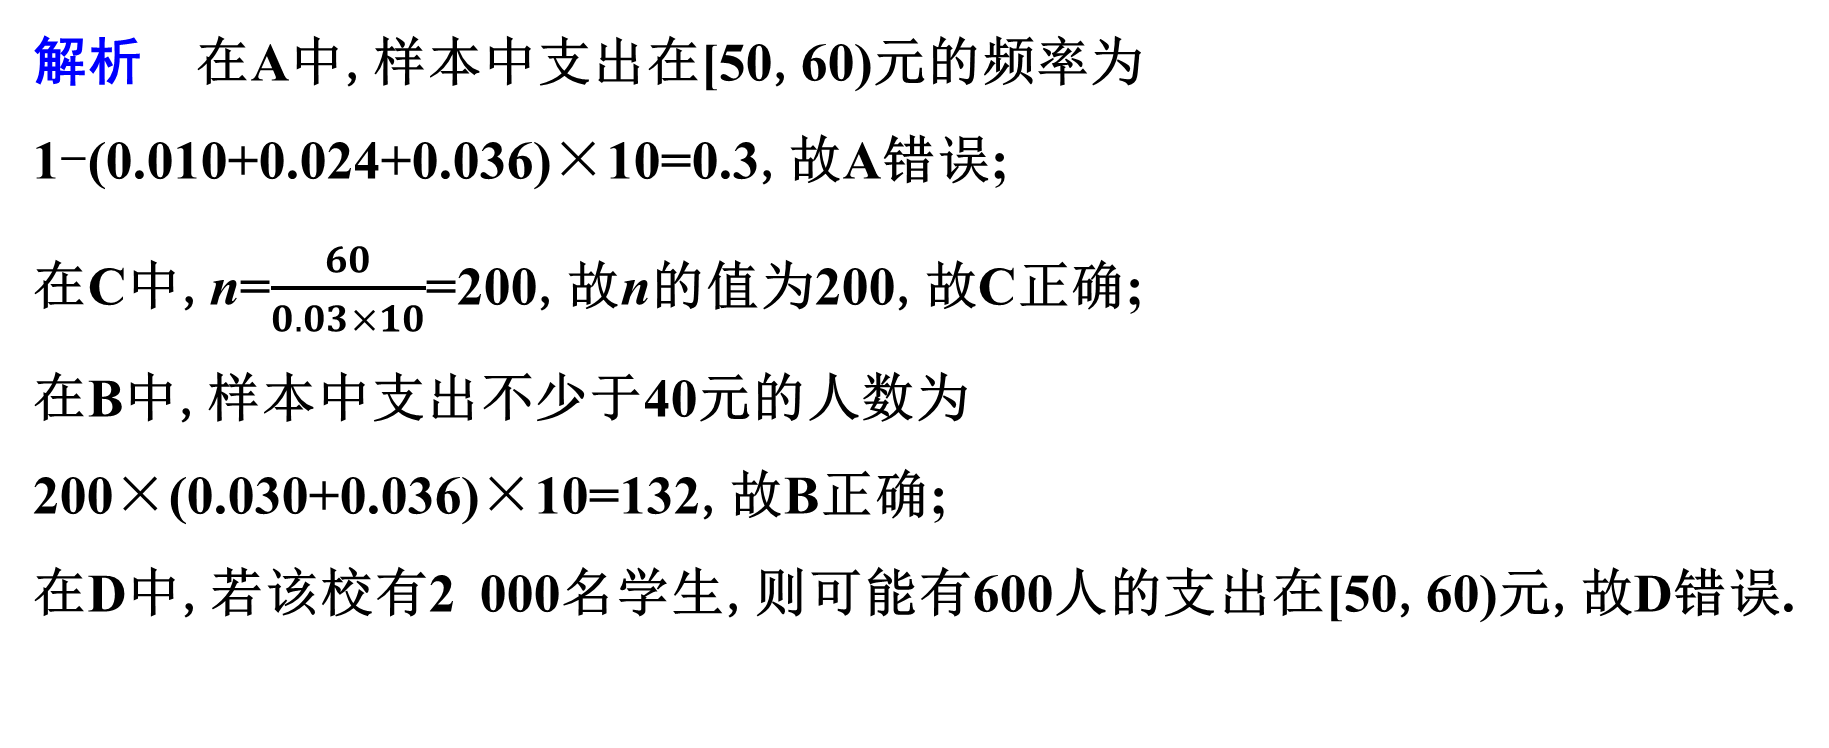 解析 在A中,样本中支出在[50,60)元的频率为
1-(0.010+0.024+0.036)×10=0.3,故A错误;
在C中,n=60/(0.03×10)=200,故n的值为200,故C正确;
在B中,样本中支出不少于40元的人数为
200×(0.030+0.036)×10=132,故B正确;
在D中,若该校有2 000名学生,则可能有600人的支出在[50,60)元,故D错误.